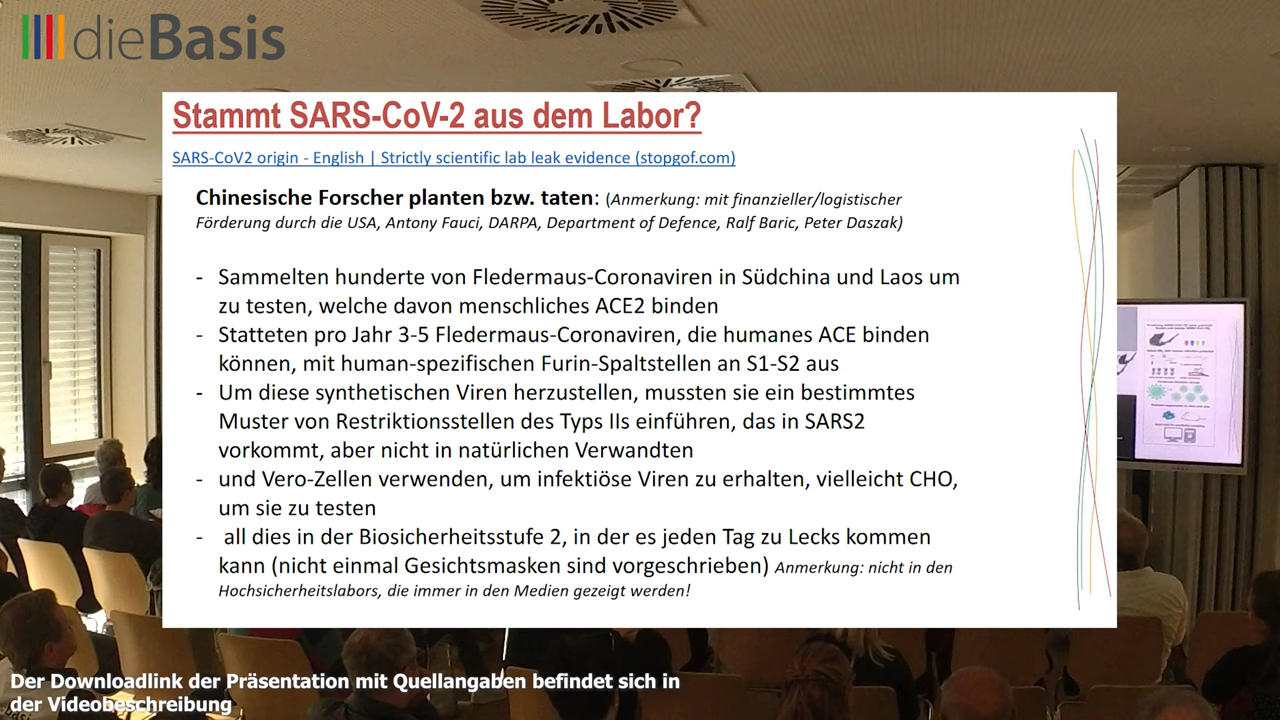 dieBasis
Stammt SARS-CoV-2 aus dem Labor?
SARS-CoV2 origin - English | Strictly scientific lab leak evidence (stopgof.com)
Chinesische Forscher planten bzw. taten: (Anmerkung: mit finanzieller/logistischer
Förderung durch die USA, Antony Fauci, DARPA, Department of Defence, Ralf Baric, Peter Daszak)
- Sammelten hunderte von Fledermaus-Coronaviren in Südchina und Laos um
zu testen, welche davon menschliches ACE2 binden
- Statteten pro Jahr 3-5 Fledermaus-Coronaviren, die humanes ACE binden
können, mit human-spezifischen Furin-Spaltstellen an S1-S2 aus
- Um diese synthetischen Viren herzustellen, mussten sie ein bestimmtes
Muster von Restriktionsstellen des Typs IIs einführen, das in SARS2
vorkommt, aber nicht in natürlichen Verwandten
- und Vero-Zellen verwenden, um infektiöse Viren zu erhalten, vielleicht CHO,
um sie zu testen
- all dies in der Biosicherheitsstufe 2, in der es jeden Tag zu Lecks kommen
kann (nicht einmal Gesichtsmasken sind vorgeschrieben) Anmerkung: nicht in den
Hochsicherheitslabors, die immer in den Medien gezeigt werden!
Der Downloadlink der Präsentation mit Quellangaben befindet sich in
der Videobeschreibung